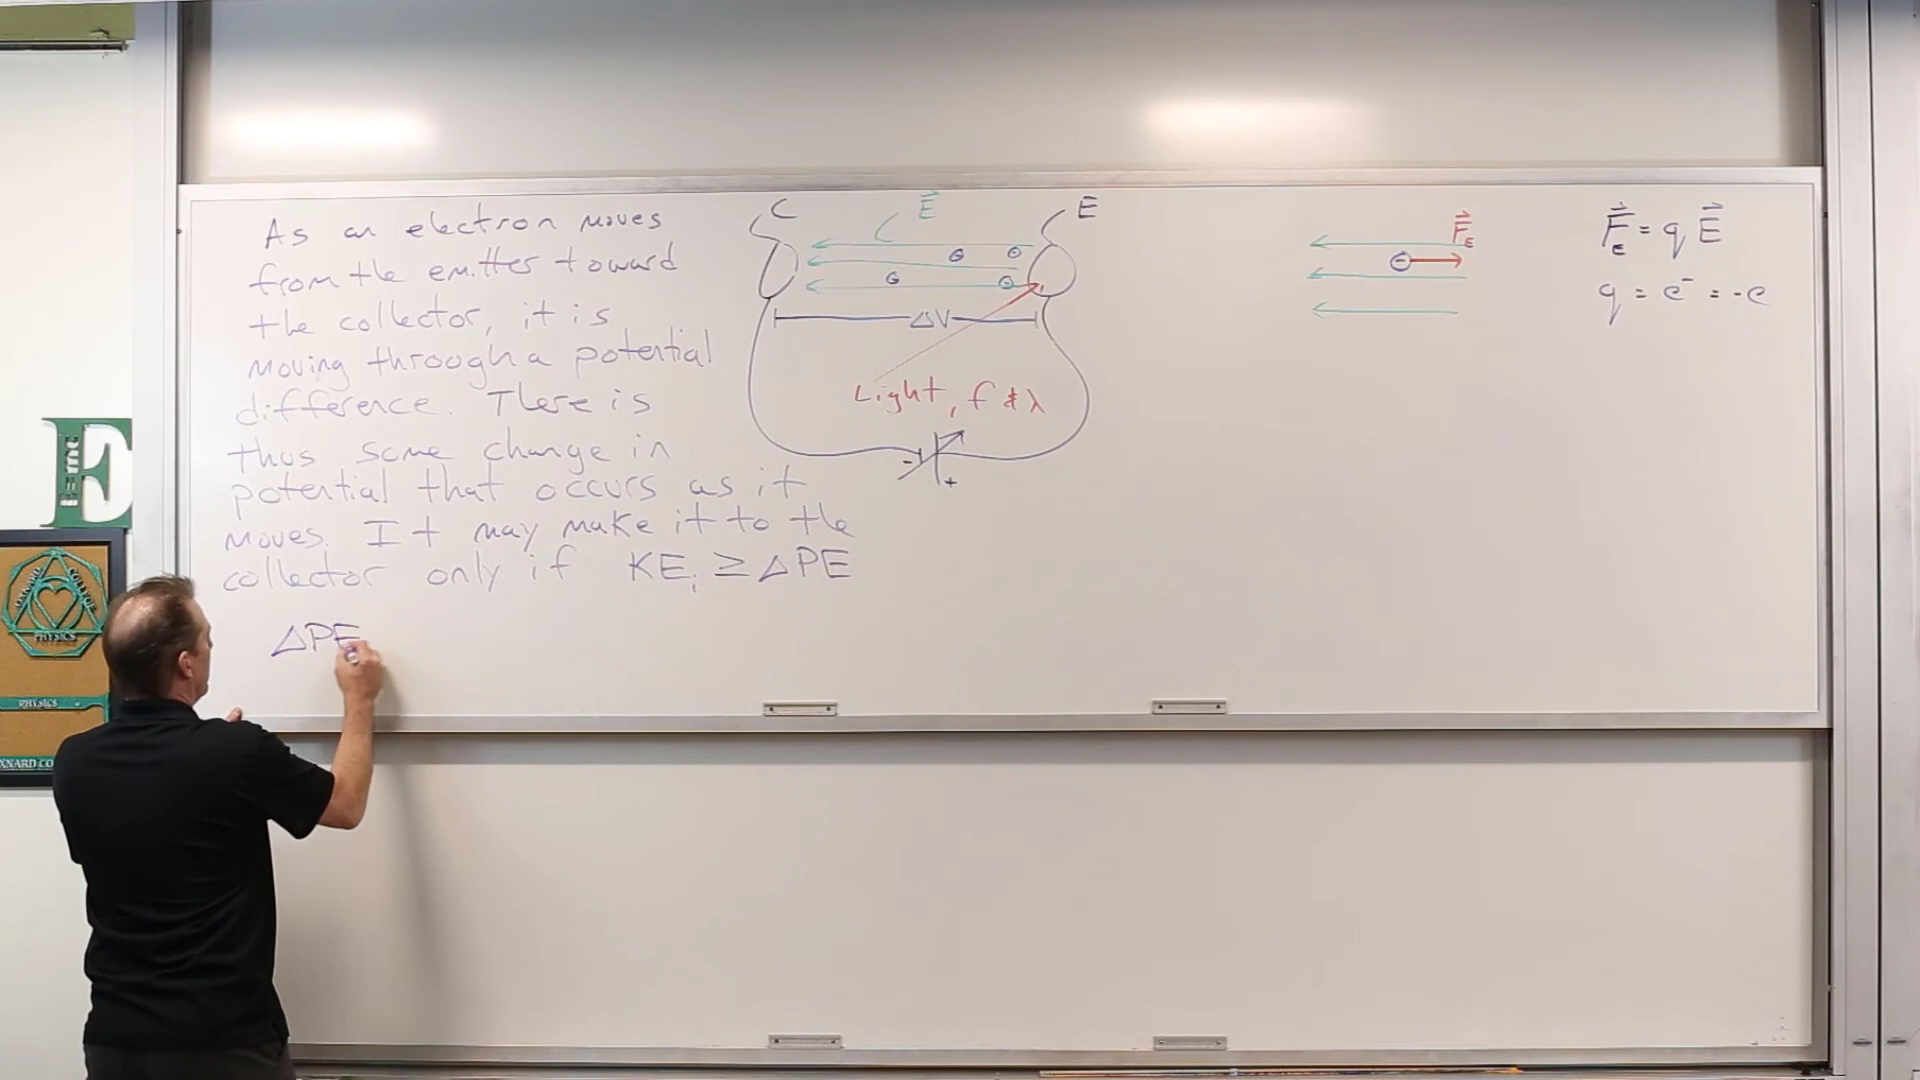 As an electron moves
from the emitter toward
the collector, it is
moving through a potential
difference. There is
thus some change in
potential that occurs as it
moves. It may make it to the
collector only if KEᵢ ≥ ΔPE
ΔPE
C
E⃗
E
ΔV
Light, f & λ
-
+
F⃗E
F⃗E = q E⃗
q = e⁻ = -e
E
PHYSICS
PHYSICS